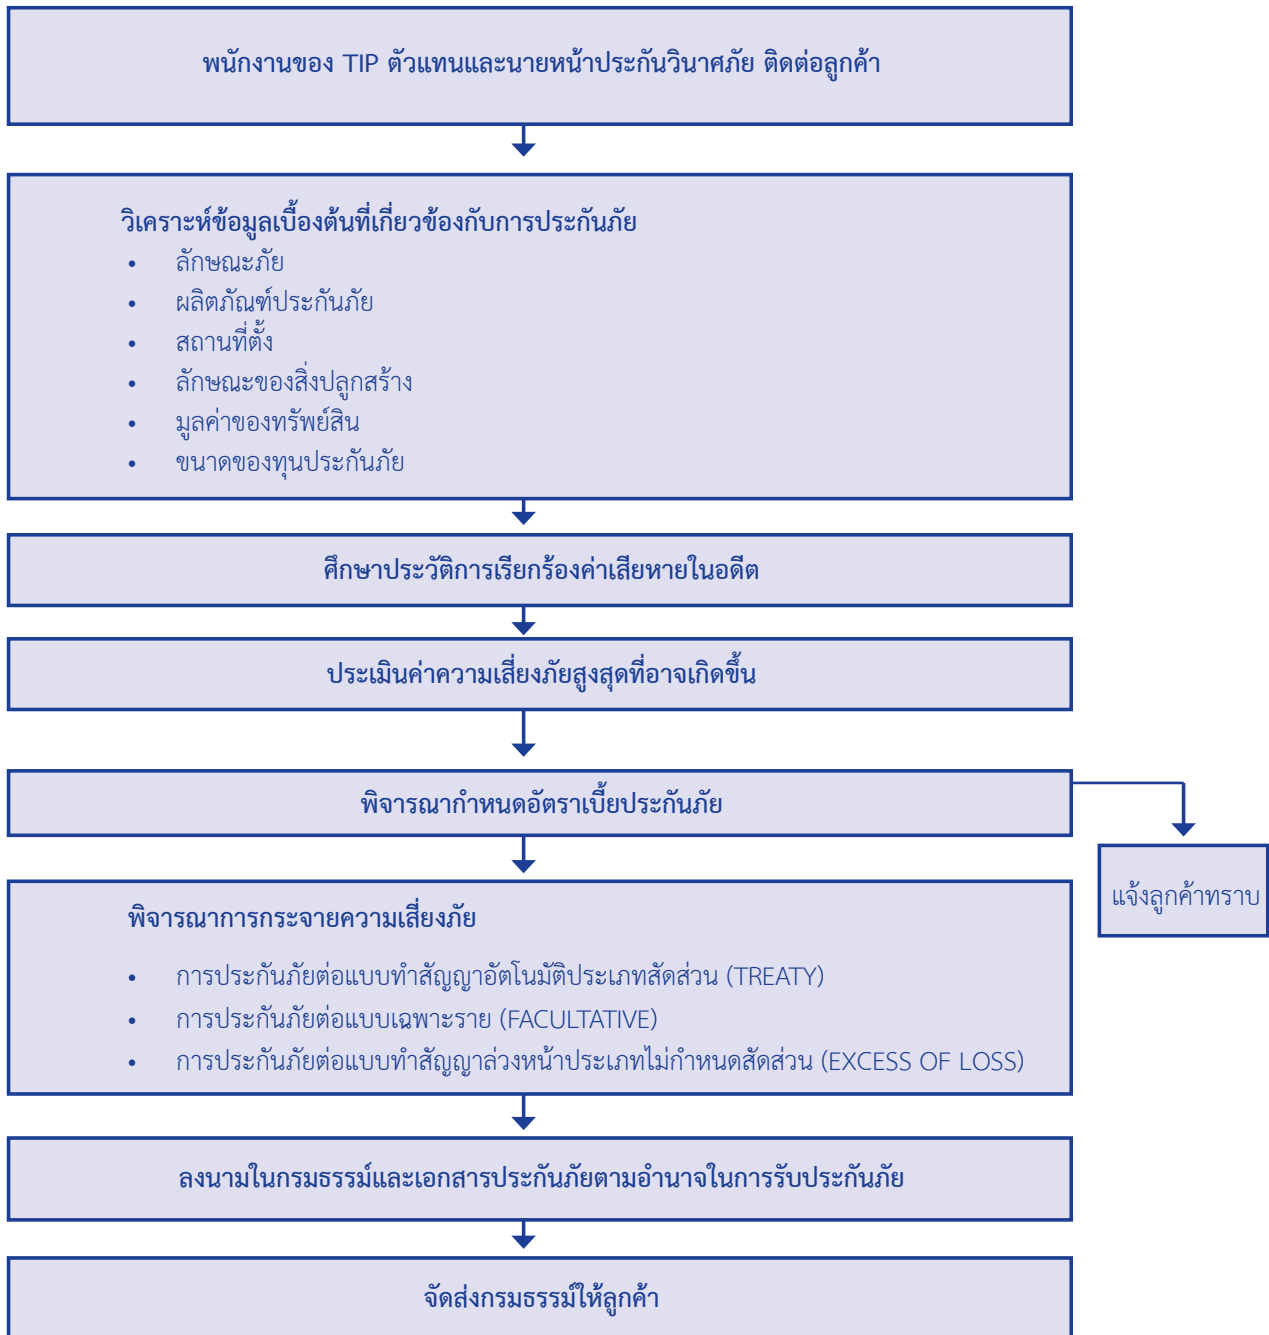 พนักงานของ TIP ตัวแทนและนายหน้าประกันวินาศภัย ติดต่อลูกค้า
วิเคราะห์ข้อมูลเบื้องต้นที่เกี่ยวข้องกับการประกันภัย
• ลักษณะภัย
• ผลิตภัณฑ์ประกันภัย
• สถานที่ตั้ง
• ลักษณะของสิ่งปลูกสร้าง
• มูลค่าของทรัพย์สิน
• ขนาดของทุนประกันภัย
ศึกษาประวัติการเรียกร้องค่าเสียหายในอดีต
ประเมินค่าความเสี่ยงภัยสูงสุดที่อาจเกิดขึ้น
พิจารณากำหนดอัตราเบี้ยประกันภัย
แจ้งลูกค้าทราบ
พิจารณาการกระจายความเสี่ยงภัย
• การประกันภัยต่อแบบทำสัญญาอัตโนมัติประเภทสัดส่วน (TREATY)
• การประกันภัยต่อแบบเฉพาะราย (FACULTATIVE)
• การประกันภัยต่อแบบทำสัญญาล่วงหน้าประเภทไม่กำหนดสัดส่วน (EXCESS OF LOSS)
ลงนามในกรมธรรม์และเอกสารประกันภัยตามอำนาจในการรับประกันภัย
จัดส่งกรมธรรม์ให้ลูกค้า